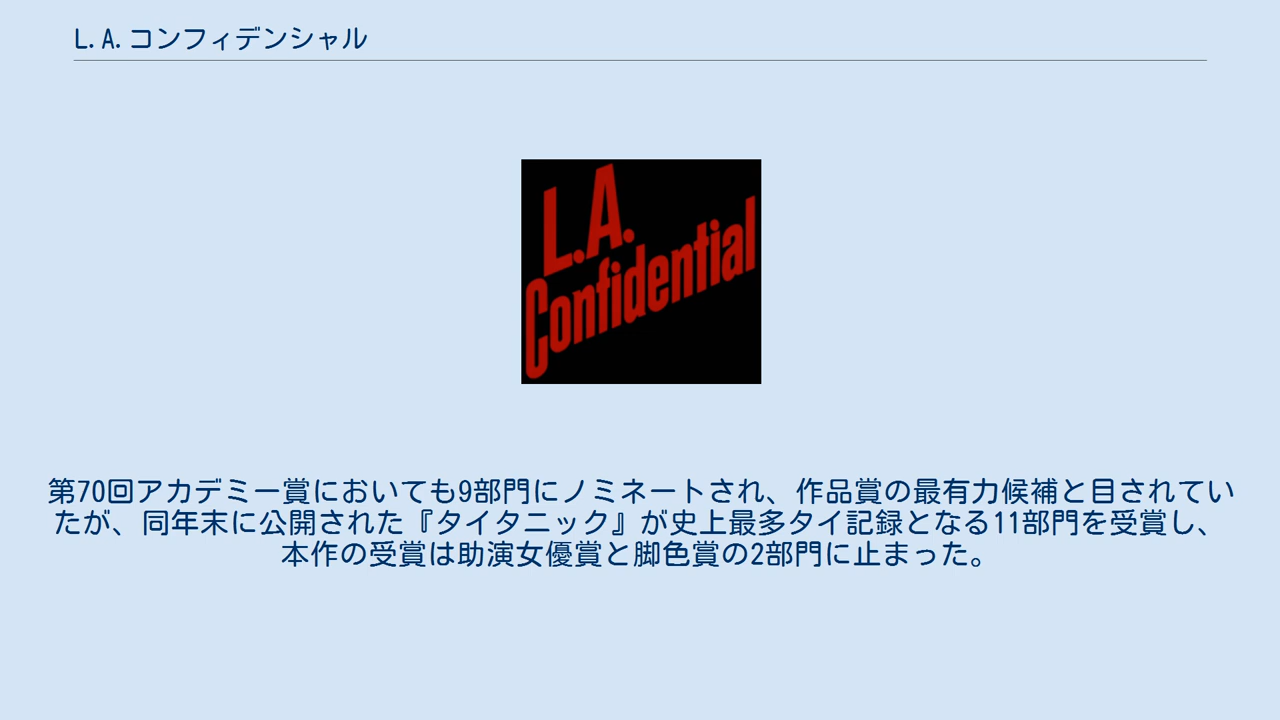 L.A.コンフィデンシャル
L.A.
Confidential
第70回アカデミー賞においても9部門にノミネートされ、作品賞の最有力候補と目されてい
たが、同年末に公開された『タイタニック』が史上最多タイ記録となる11部門を受賞し、
本作の受賞は助演女優賞と脚色賞の2部門に止まった。